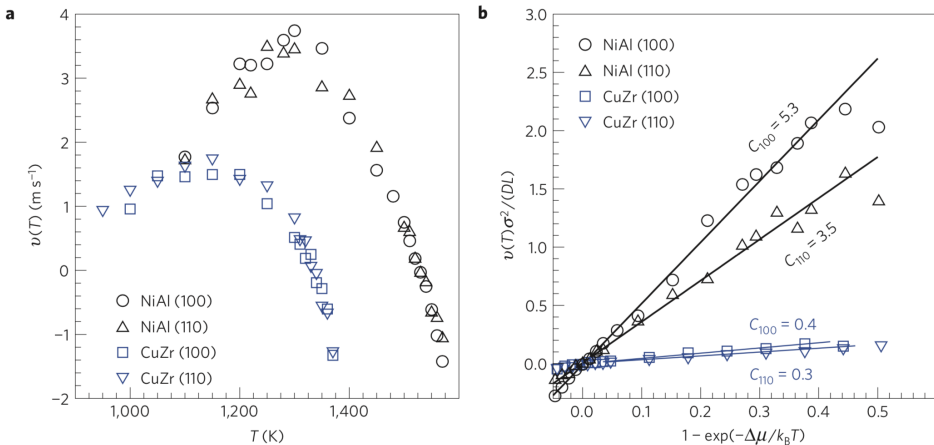 a
4
3
2
1
0
−1
−2
υ(T) (m s⁻¹)
NiAl (100)
NiAl (110)
CuZr (100)
CuZr (110)
1,000
1,200
1,400
T (K)
b
3.0
2.5
2.0
1.5
1.0
0.5
0.0
υ(T)σ²/(DL)
NiAl (100)
NiAl (110)
CuZr (100)
CuZr (110)
C₁₀₀ = 5.3
C₁₁₀ = 3.5
C₁₀₀ = 0.4
C₁₁₀ = 0.3
0.0
0.1
0.2
0.3
0.4
0.5
1 − exp(−Δμ/k_BT)